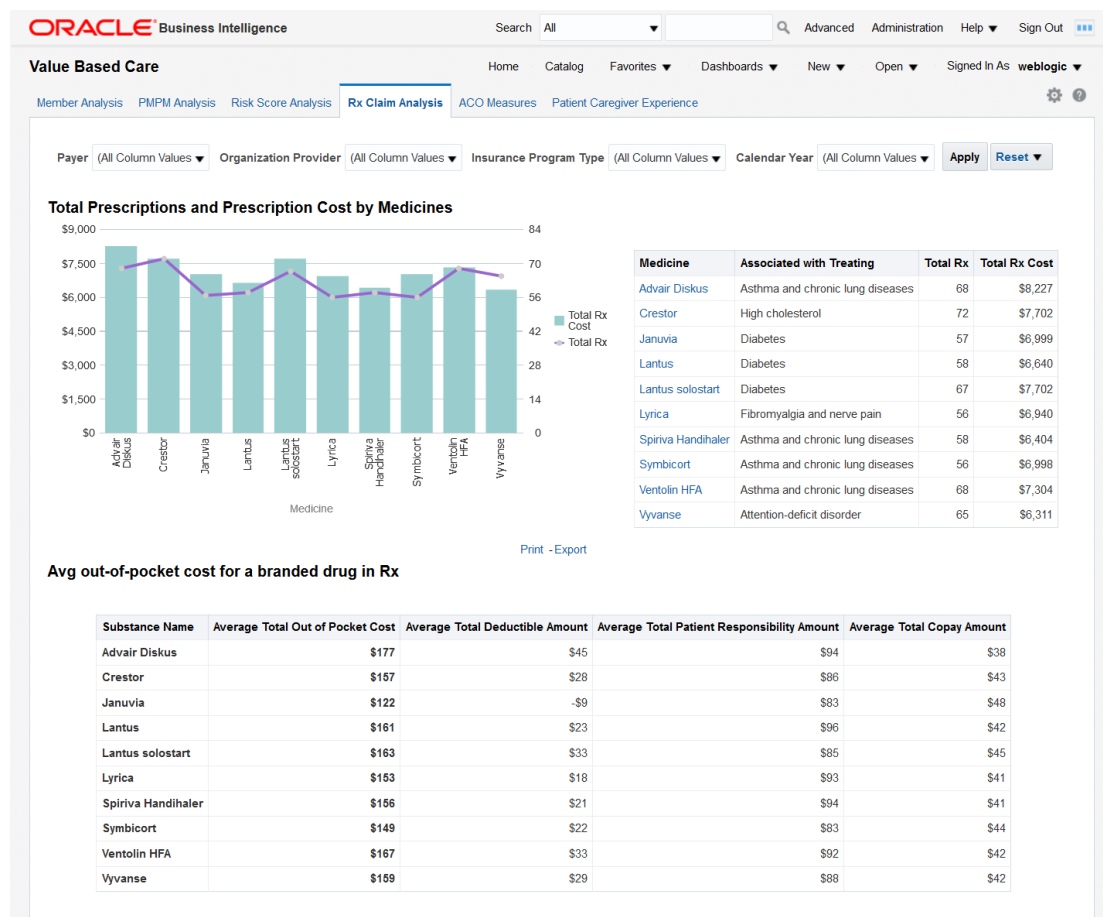 ORACLE Business Intelligence
Search All Advanced Administration Help Sign Out
Value Based Care
Home Catalog Favorites Dashboards New Open Signed In As weblogic
Member Analysis PMPM Analysis Risk Score Analysis Rx Claim Analysis ACO Measures Patient Caregiver Experience
Payer (All Column Values Organization Provider (All Column Values Insurance Program Type (All Column Values Calendar Year (All Column Values Apply Reset
Total Prescriptions and Prescription Cost by Medicines
$9,000 84
$7,500 70
$6,000 56
$4,500 42
$3,000 28
$1,500 14
$0 0
Advair Diskus
Crestor
Januvia
Lantus
Lantus solostart
Lyrica
Spiriva Handihaler
Symbicort
Ventolin HFA
Vyvanse
Medicine
Total Rx Cost
Total Rx
Medicine Associated with Treating Total Rx Total Rx Cost
Advair Diskus Asthma and chronic lung diseases 68 $8,227
Crestor High cholesterol 72 $7,702
Januvia Diabetes 57 $6,999
Lantus Diabetes 58 $6,640
Lantus solostart Diabetes 67 $7,702
Lyrica Fibromyalgia and nerve pain 56 $6,940
Spiriva Handihaler Asthma and chronic lung diseases 58 $6,404
Symbicort Asthma and chronic lung diseases 56 $6,998
Ventolin HFA Asthma and chronic lung diseases 68 $7,304
Vyvanse Attention-deficit disorder 65 $6,311
Print - Export
Avg out-of-pocket cost for a branded drug in Rx
Substance Name Average Total Out of Pocket Cost Average Total Deductible Amount Average Total Patient Responsibility Amount Average Total Copay Amount
Advair Diskus $177 $45 $94 $38
Crestor $157 $28 $86 $43
Januvia $122 -$9 $83 $48
Lantus $161 $23 $96 $42
Lantus solostart $163 $33 $85 $45
Lyrica $153 $18 $93 $41
Spiriva Handihaler $156 $21 $94 $41
Symbicort $149 $22 $83 $44
Ventolin HFA $167 $33 $92 $42
Vyvanse $159 $29 $88 $42